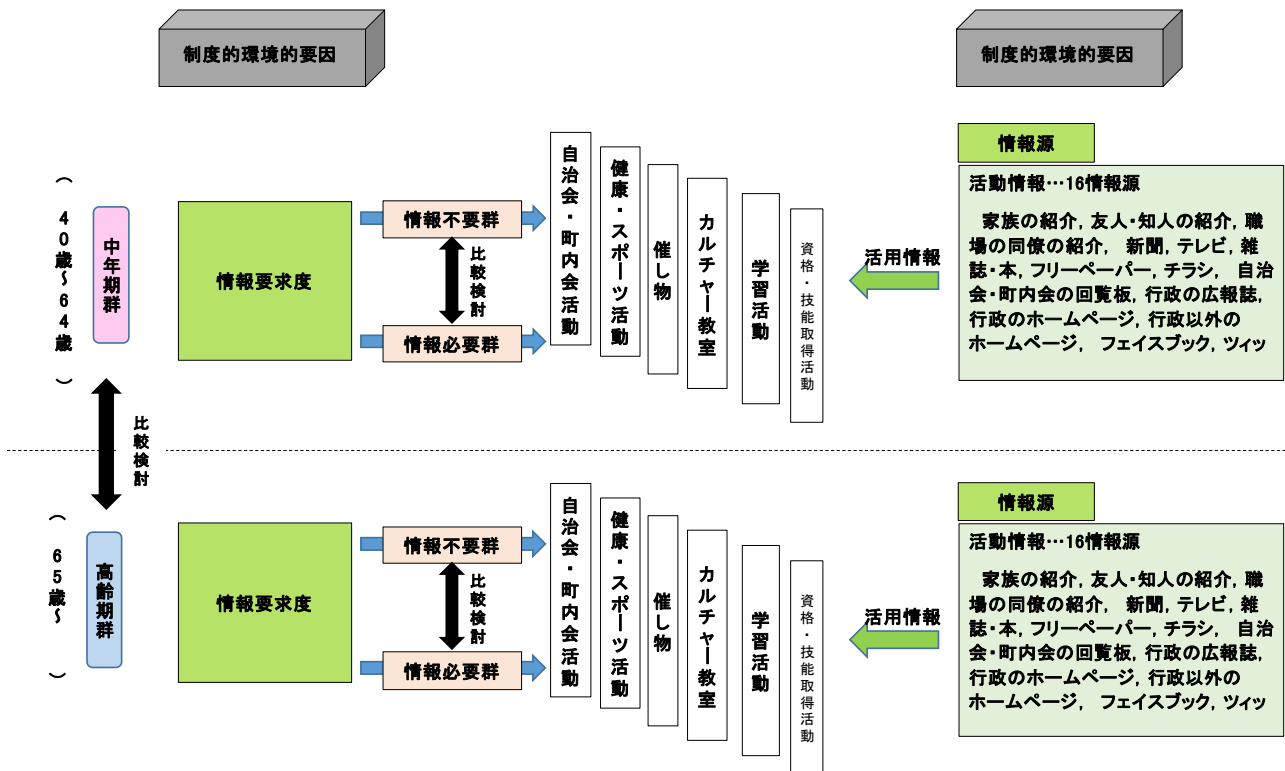 制度的環境的要因
制度的環境的要因
(40歳~64歳)
中年期群
情報要求度
情報不要群
比較検討
情報必要群
自治会・町内会活動
健康・スポーツ活動
催し物
カルチャー教室
学習活動
資格・技能取得活動
活用情報
情報源
活動情報…16情報源
家族の紹介, 友人・知人の紹介, 職
場の同僚の紹介, 新聞, テレビ, 雑
誌・本, フリーペーパー, チラシ, 自治
会・町内会の回覧板, 行政の広報誌,
行政のホームページ, 行政以外の
ホームページ, フェイスブック, ツィッ
比較検討
(65歳~)
高齢期群
情報要求度
情報不要群
比較検討
情報必要群
自治会・町内会活動
健康・スポーツ活動
催し物
カルチャー教室
学習活動
資格・技能取得活動
活用情報
情報源
活動情報…16情報源
家族の紹介, 友人・知人の紹介, 職
場の同僚の紹介, 新聞, テレビ, 雑
誌・本, フリーペーパー, チラシ, 自治
会・町内会の回覧板, 行政の広報誌,
行政のホームページ, 行政以外の
ホームページ, フェイスブック, ツィッ